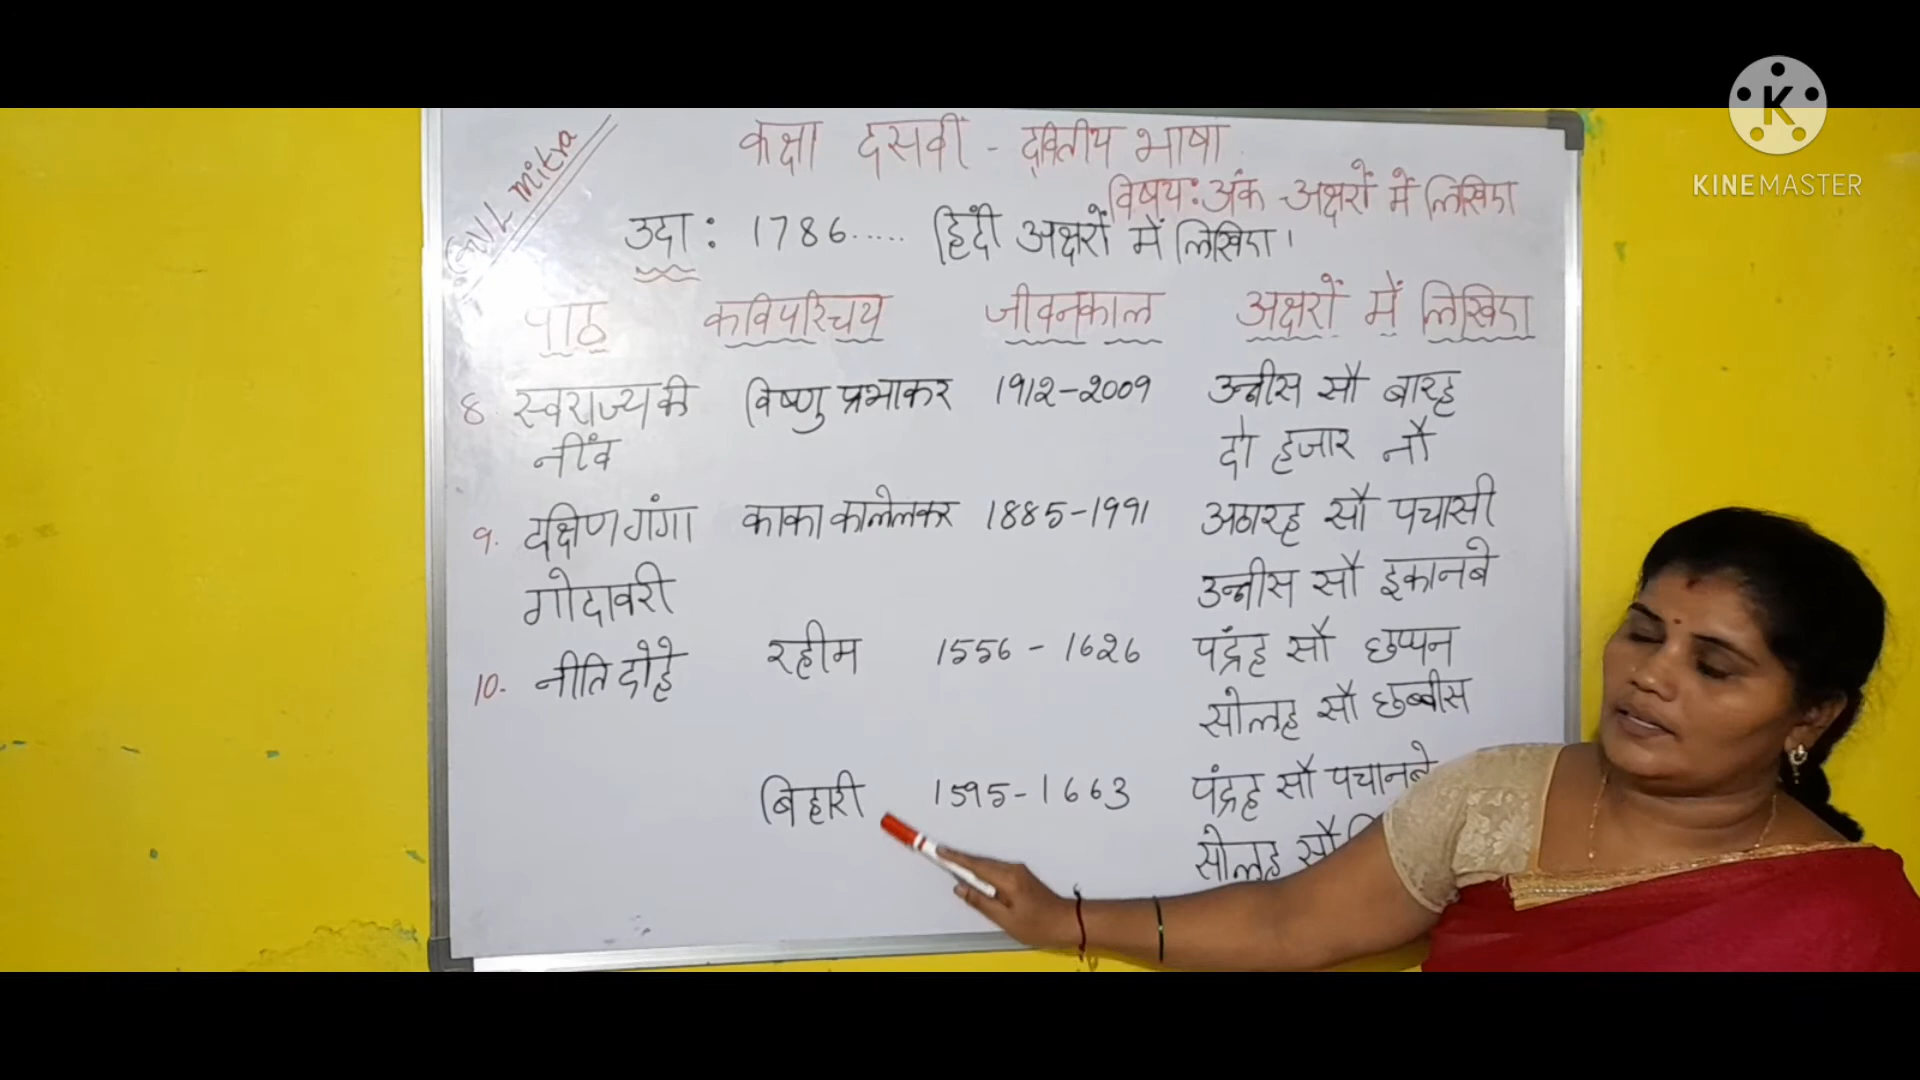 KINEMASTER
कक्षा दसवीं - द्वितीय भाषा
mitra
विषय: अंक अक्षरों में लिखिए
उदा : 1786..... हिंदी अक्षरों में लिखिए।
पाठ कविपरिचय जीवनकाल अक्षरों में लिखिए
8. स्वराज्य की विष्णु प्रभाकर 1912-2009 उन्नीस सौ बारह
नींव दो हजार नौ
9. दक्षिण गंगा काका कालेलकर 1885-1991 अठारह सौ पचासी
गोदावरी उन्नीस सौ इकानबे
10. नीति दोहे रहीम 1556 - 1626 पंद्रह सौ छप्पन
सोलह सौ छब्बीस
बिहारी 1595-1663 पंद्रह सौ पचानबे
सोलह सौ